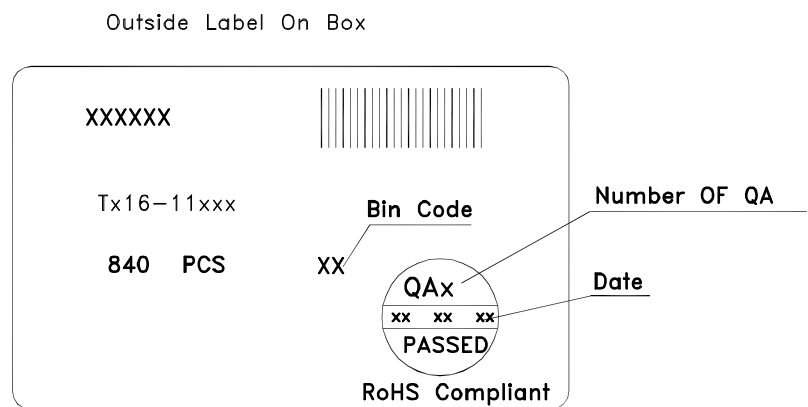 Outside Label On Box
XXXXXX
Tx16-11xxx
Bin Code
Number OF QA
840 PCS
XX
QAx
Date
xx xx xx
PASSED
RoHS Compliant